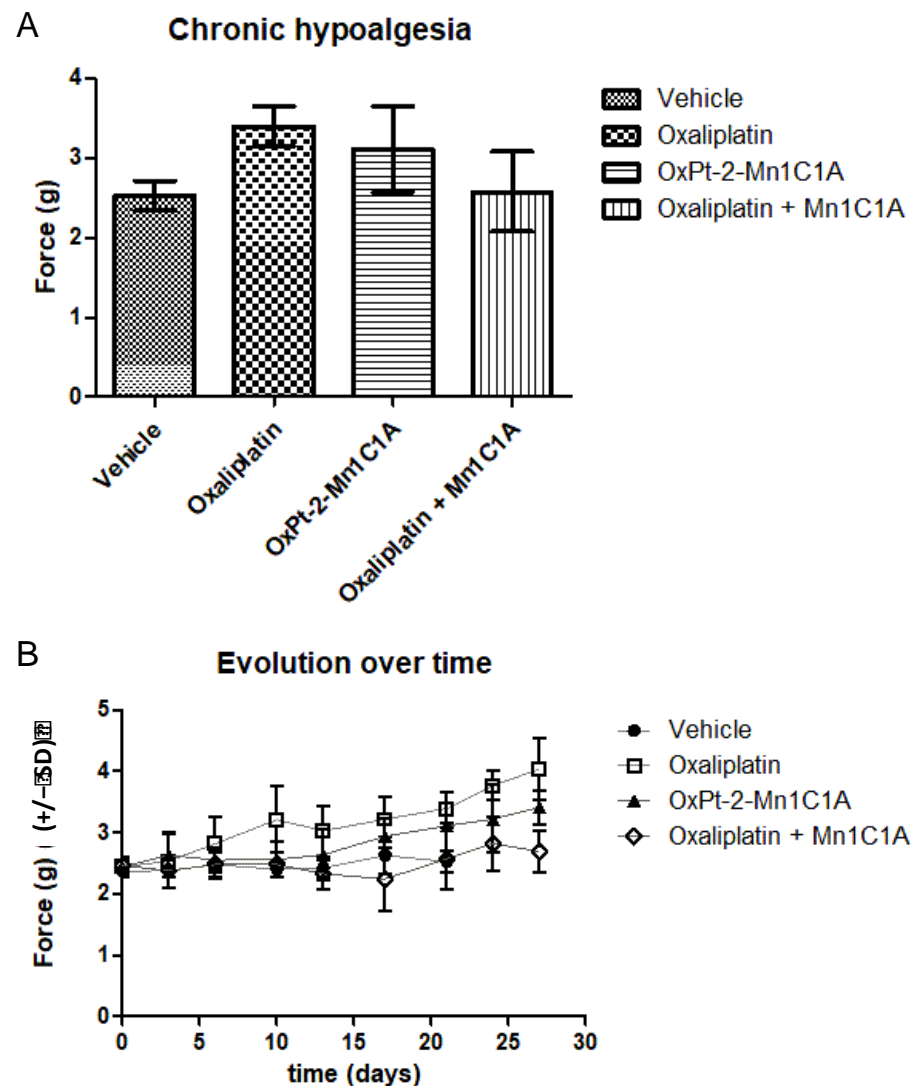 A
Chronic hypoalgesia
4
3
2
1
0
Force (g)
Vehicle
Oxaliplatin
OxPt-2-Mn1C1A
Oxaliplatin + Mn1C1A
Vehicle
Oxaliplatin
OxPt-2-Mn1C1A
Oxaliplatin + Mn1C1A
B
Evolution over time
5
4
3
2
1
0
Force (g) ( (+/− SD)
0 5 10 15 20 25 30
time (days)
Vehicle
Oxaliplatin
OxPt-2-Mn1C1A
Oxaliplatin + Mn1C1A